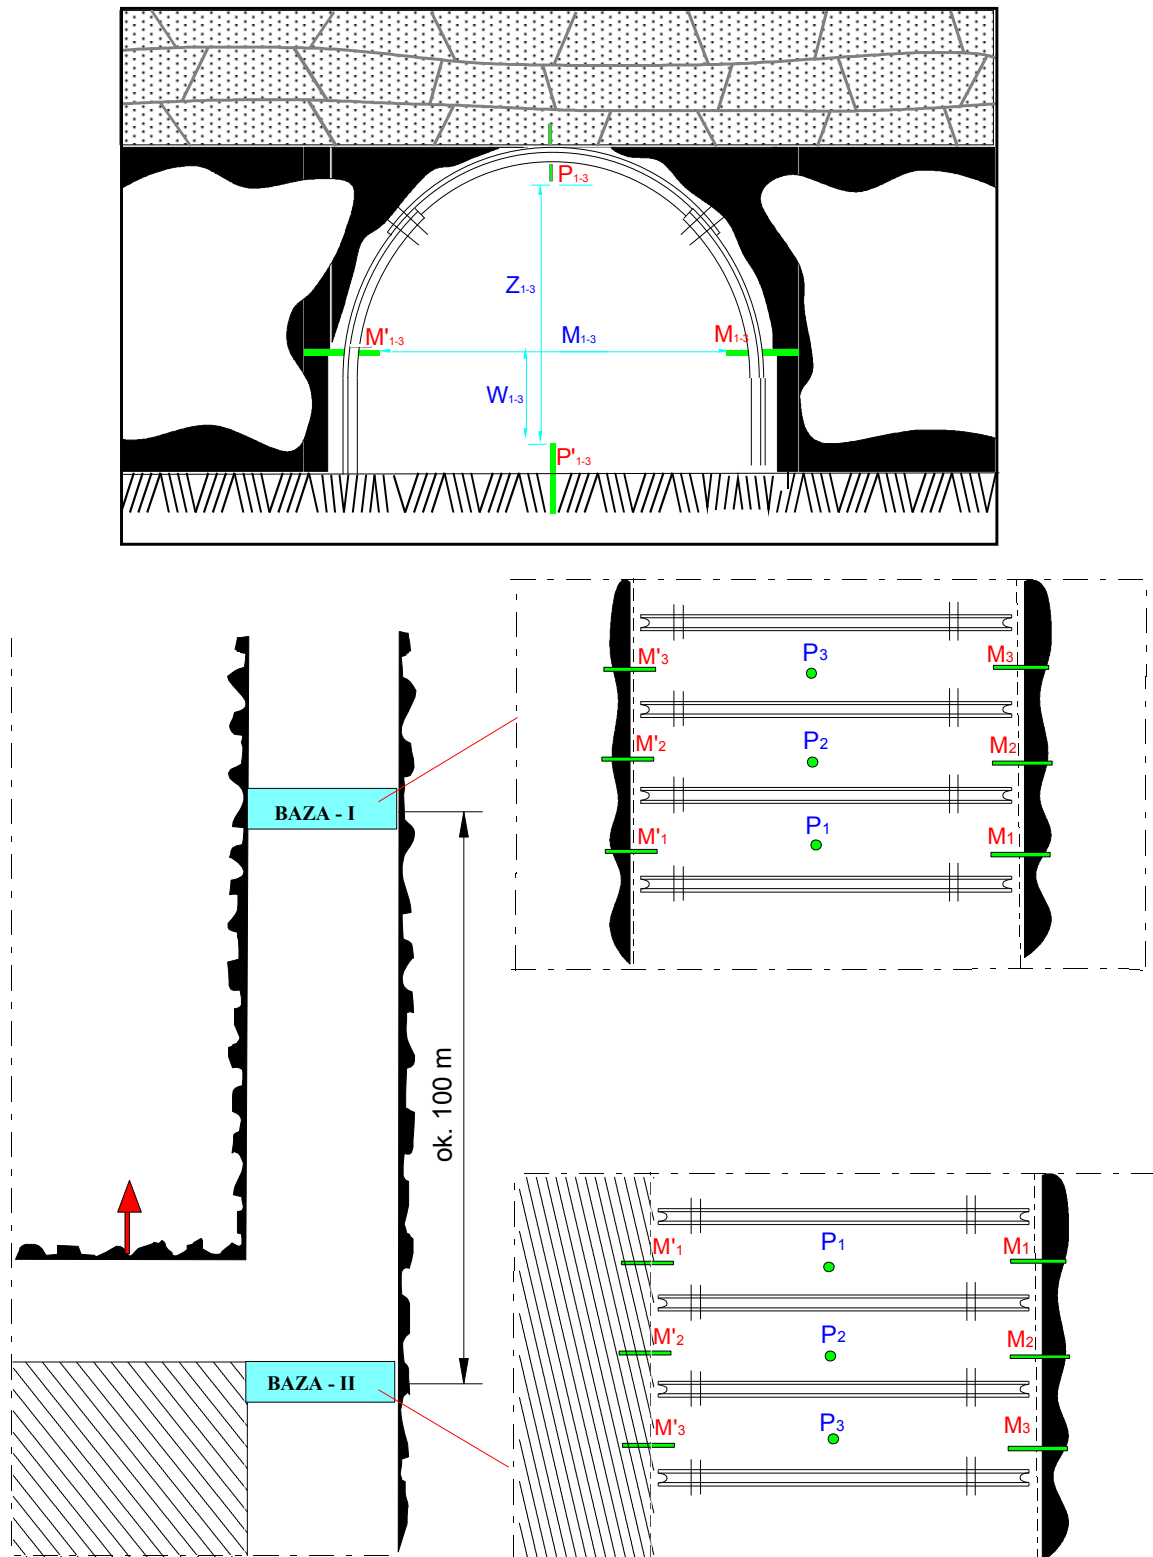 P1-3
Z1-3
M'1-3 M1-3 M1-3
W1-3
P'1-3
M'3 P3 M3
M'2 P2 M2
M'1 P1 M1
BAZA - I
ok. 100 m
M'1 P1 M1
M'2 P2 M2
M'3 P3 M3
BAZA - II